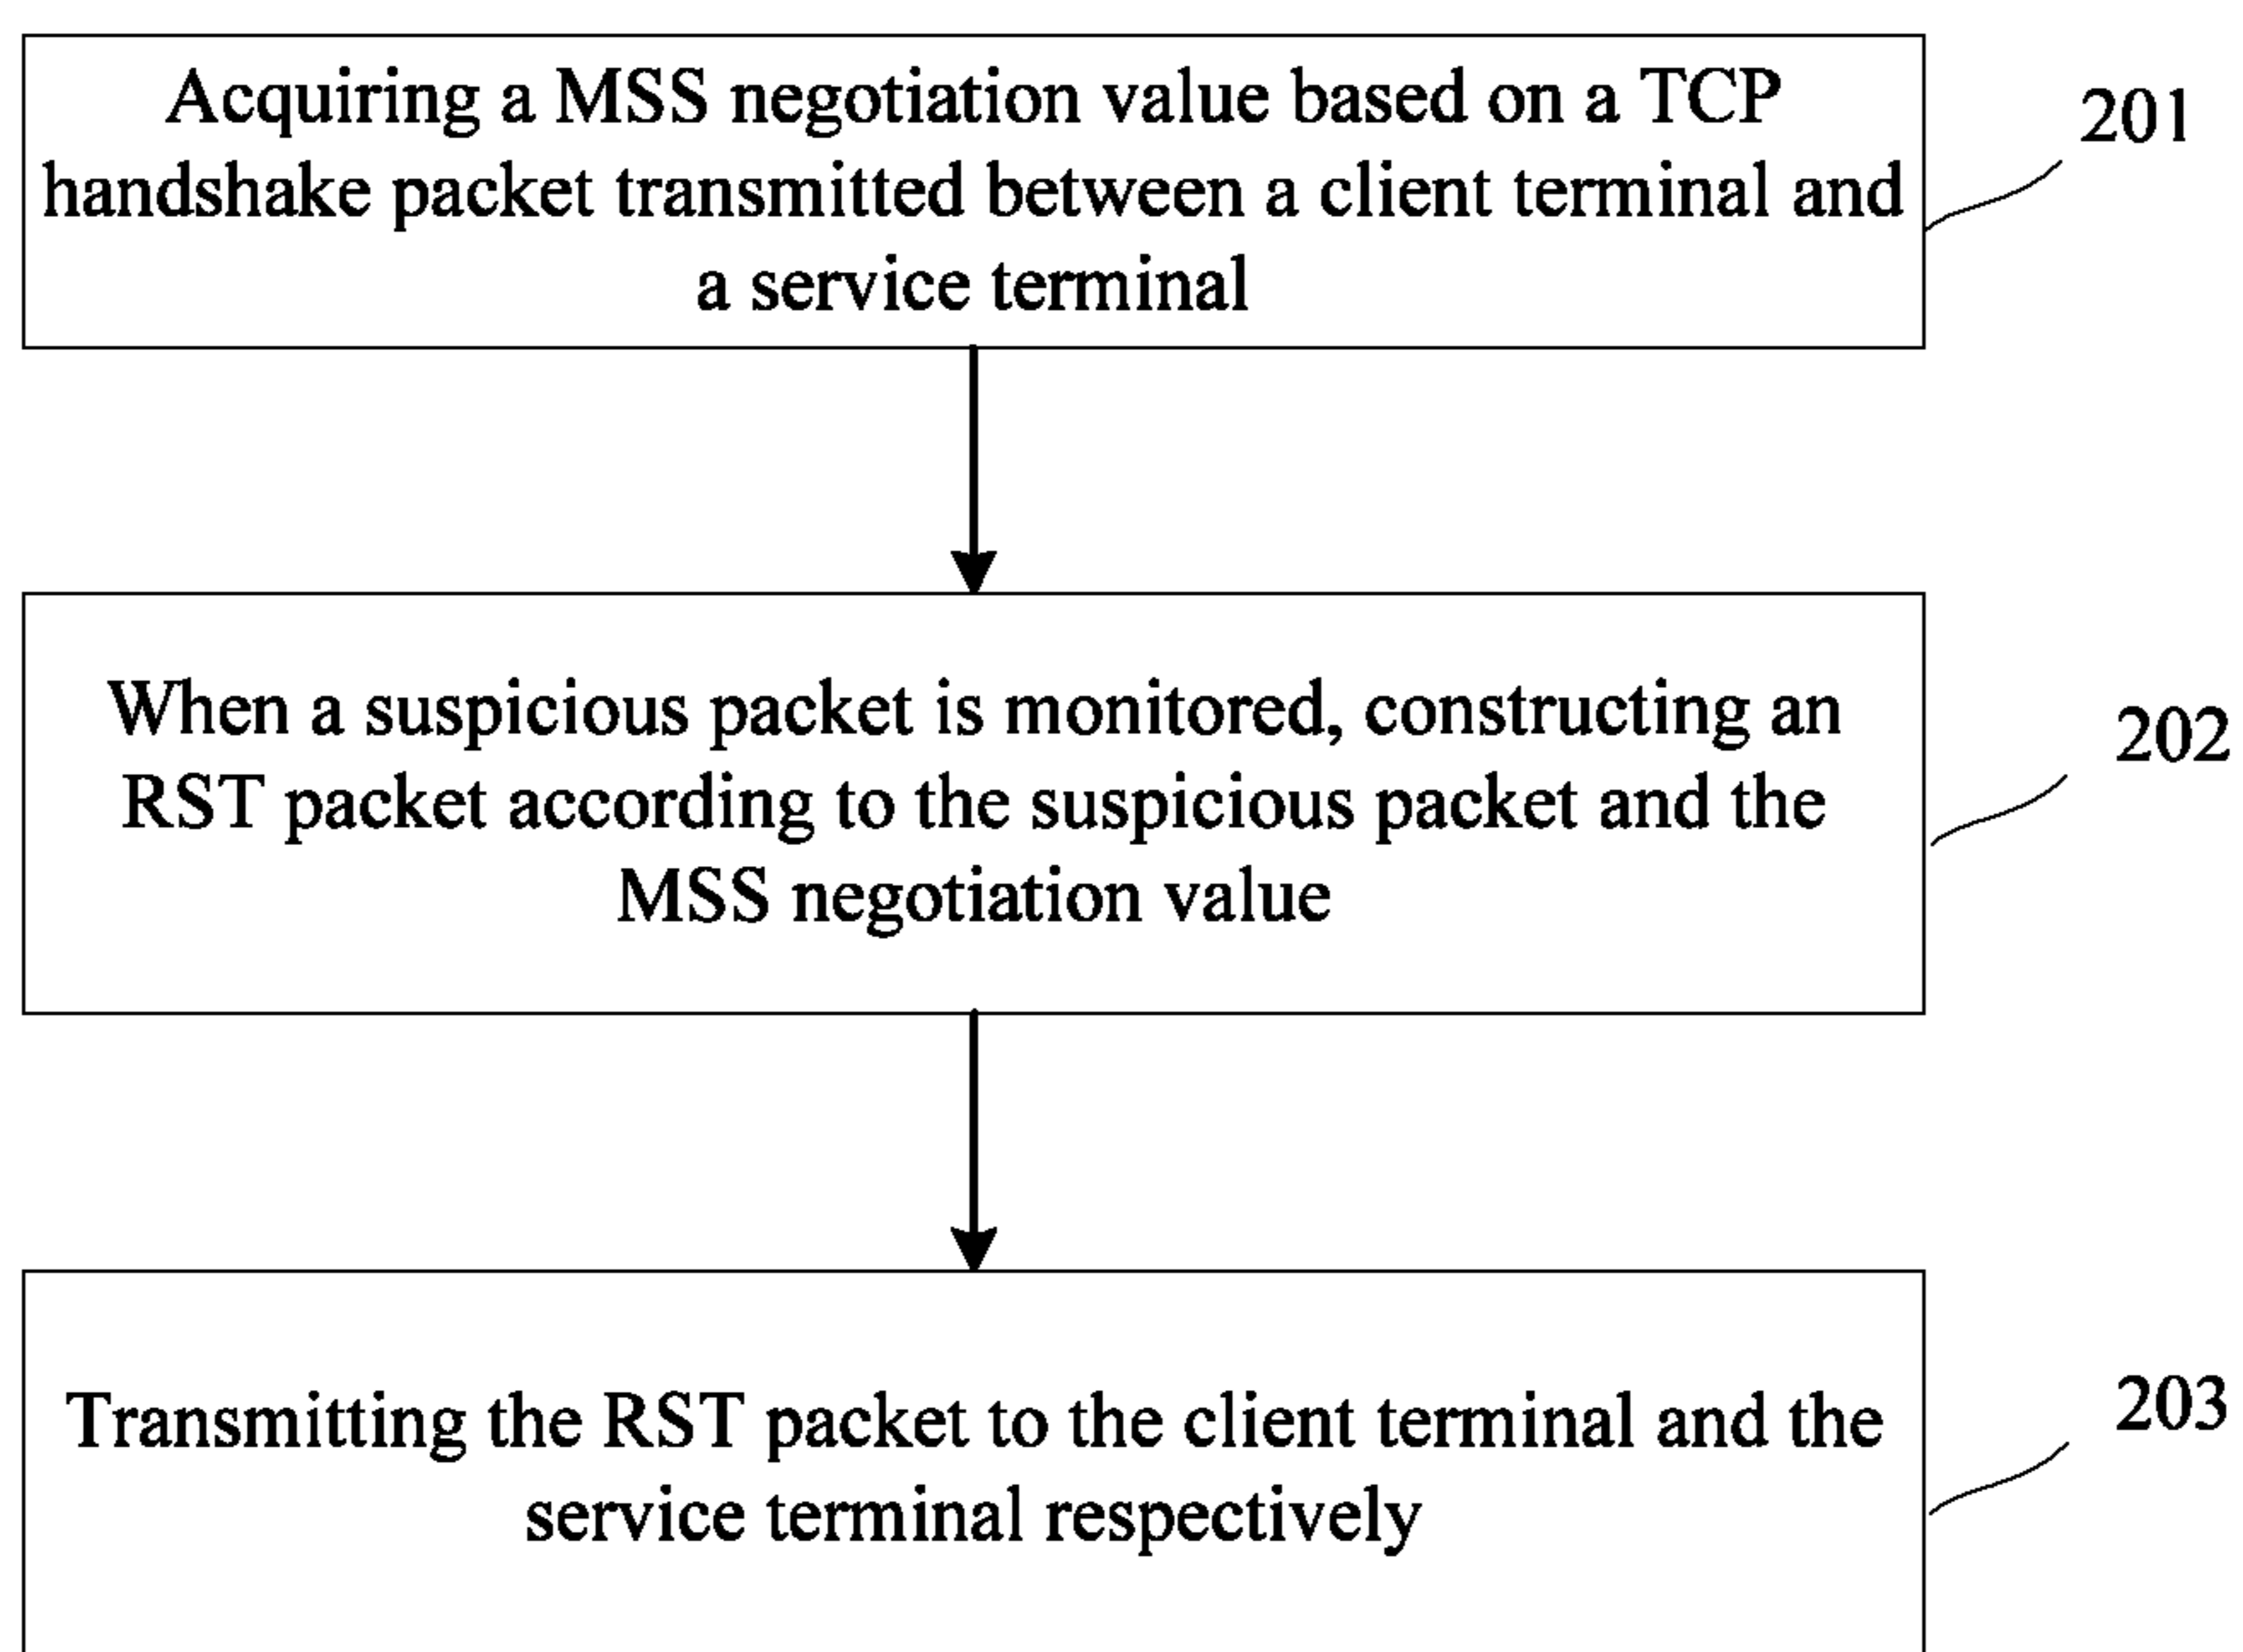 Acquiring a MSS negotiation value based on a TCP
handshake packet transmitted between a client terminal and
a service terminal
201
When a suspicious packet is monitored, constructing an
RST packet according to the suspicious packet and the
MSS negotiation value
202
Transmitting the RST packet to the client terminal and the
service terminal respectively
203